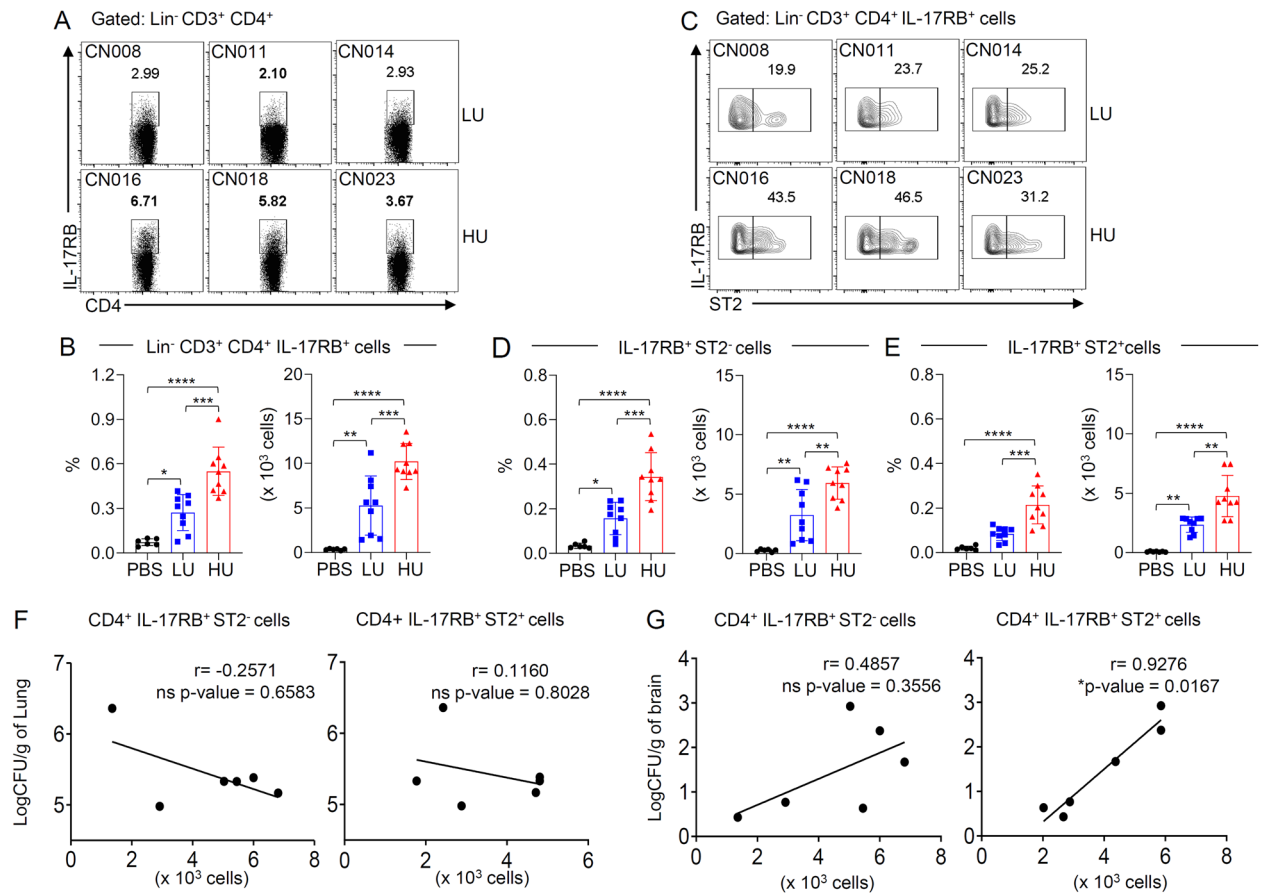 A Gated: Lin⁻ CD3⁺ CD4⁺
CN008 CN011 CN014
2.99 2.10 2.93
LU
CN016 CN018 CN023
6.71 5.82 3.67
HU
IL-17RB
CD4
C Gated: Lin⁻ CD3⁺ CD4⁺ IL-17RB⁺ cells
CN008 CN011 CN014
19.9 23.7 25.2
LU
CN016 CN018 CN023
43.5 46.5 31.2
HU
IL-17RB
ST2
B Lin⁻ CD3⁺ CD4⁺ IL-17RB⁺ cells
%
1.2
0.9
0.6
0.3
0.0
****
***
*
PBS LU HU
(x 10³ cells)
20
15
10
5
0
****
***
**
PBS LU HU
D IL-17RB⁺ ST2⁻ cells
%
0.8
0.6
0.4
0.2
0.0
****
***
*
PBS LU HU
(x 10³ cells)
15
10
5
0
****
**
**
PBS LU HU
E IL-17RB⁺ ST2⁺cells
%
0.8
0.6
0.4
0.2
0.0
****
***
PBS LU HU
(x 10³ cells)
15
10
5
0
****
**
**
PBS LU HU
F CD4⁺ IL-17RB⁺ ST2⁻ cells
r= -0.2571
ns p-value = 0.6583
LogCFU/g of Lung
7
6
5
0 2 4 6 8
(x 10³ cells)
CD4+ IL-17RB⁺ ST2⁺ cells
r= 0.1160
ns p-value = 0.8028
7
6
5
0 2 4 6 8
(x 10³ cells)
G CD4⁺ IL-17RB⁺ ST2⁻ cells
r= 0.4857
ns p-value = 0.3556
LogCFU/g of brain
4
3
2
1
0
0 2 4 6 8
(x 10³ cells)
CD4⁺ IL-17RB⁺ ST2⁺ cells
r= 0.9276
*p-value = 0.0167
4
3
2
1
0
0 2 4 6 8
(x 10³ cells)